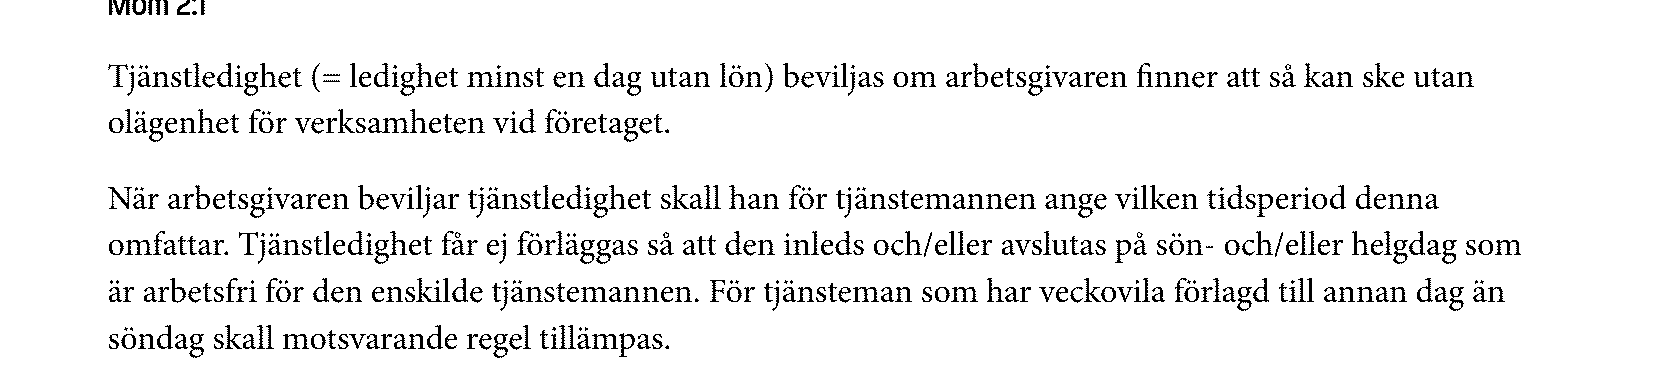 Mom 2:1
Tjänstledighet (= ledighet minst en dag utan lön) beviljas om arbetsgivaren finner att så kan ske utan
olägenhet för verksamheten vid företaget.
När arbetsgivaren beviljar tjänstledighet skall han för tjänstemannen ange vilken tidsperiod denna
omfattar. Tjänstledighet får ej förläggas så att den inleds och/eller avslutas på sön- och/eller helgdag som
är arbetsfri för den enskilde tjänstemannen. För tjänsteman som har veckovila förlagd till annan dag än
söndag skall motsvarande regel tillämpas.